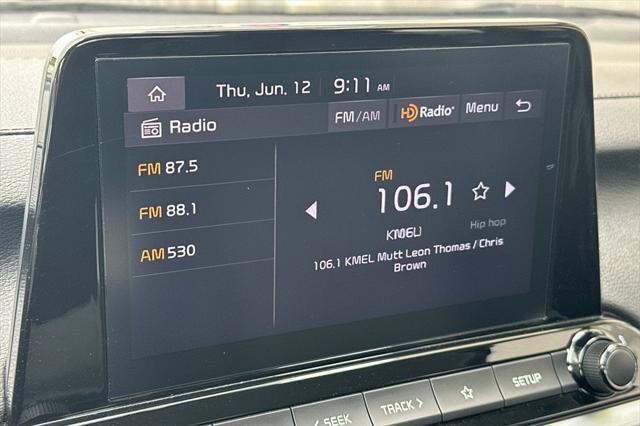 Thu, Jun. 12 9:11 AM
Radio FM/AM HD Radio® Menu
FM 87.5
FM 88.1
AM 530
FM
106.1
Hip hop
106.1 KMEL Mutt Leon Thomas / Chris
Brown
< SEEK TRACK > SETUP